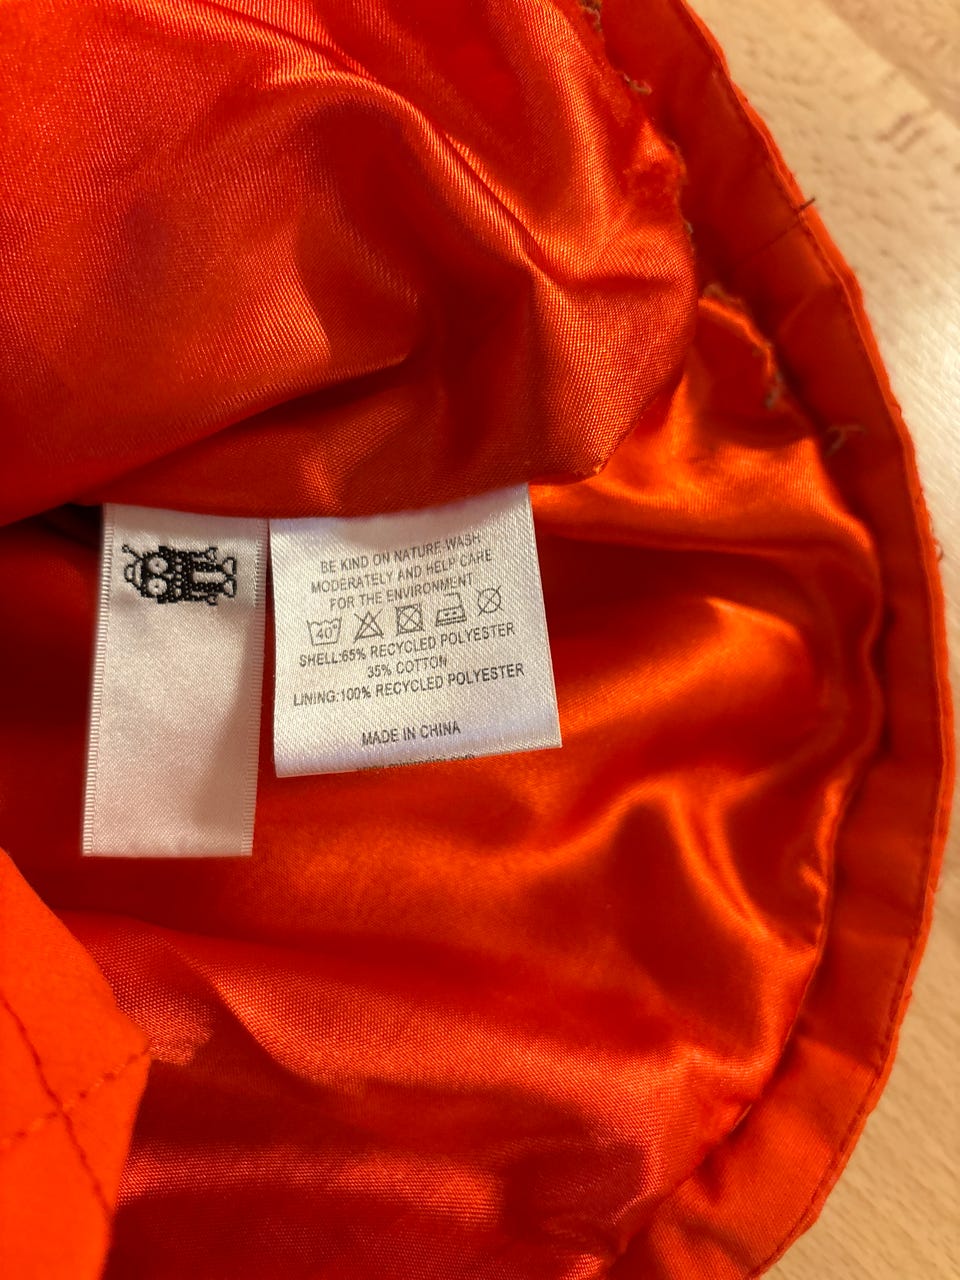 BE KIND ON NATURE WASH
MODERATELY AND HELP CARE
FOR THE ENVIRONMENT
40°
SHELL:65% RECYCLED POLYESTER
35% COTTON
LINING:100% RECYCLED POLYESTER
MADE IN CHINA